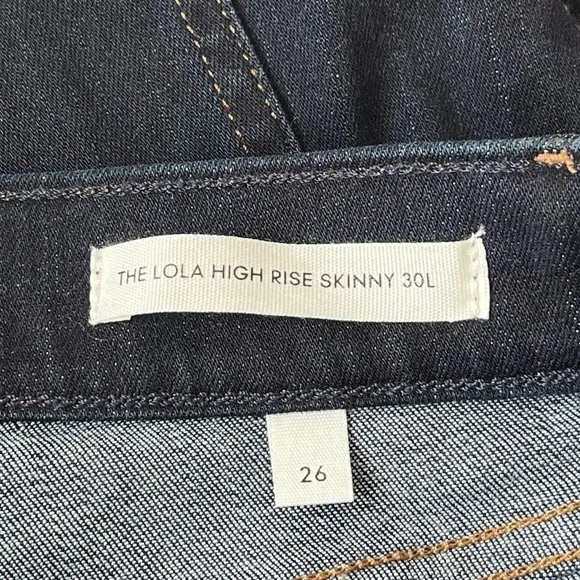 THE LOLA HIGH RISE SKINNY 30L
26